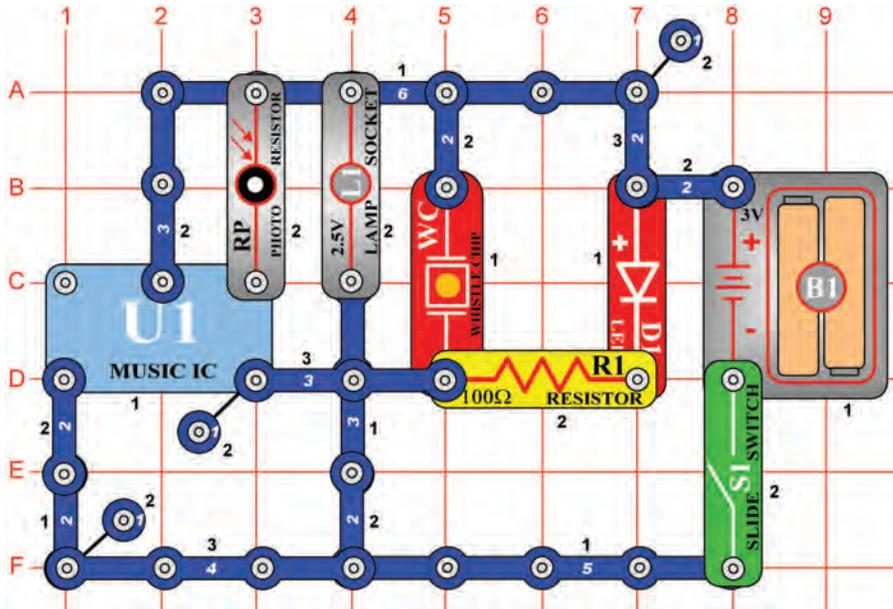 1 2 3 4 5 6 7 8 9
A
B
C
D
E
F
1
6
1
2
2
2
3
2
2
2
3
2
RP
PHOTO RESISTOR
2
2.5V
L1
LAMP SOCKET
2
WC
WHISTLE CHIP
1
+
D1
LE
1
3V
+
-
B1
1
U1
MUSIC IC
1
3
3
1
2
R1
100Ω
RESISTOR
2
S1
SLIDE SWITCH
2
2
2
1
2
1
2
3
1
2
2
3
4
1
5